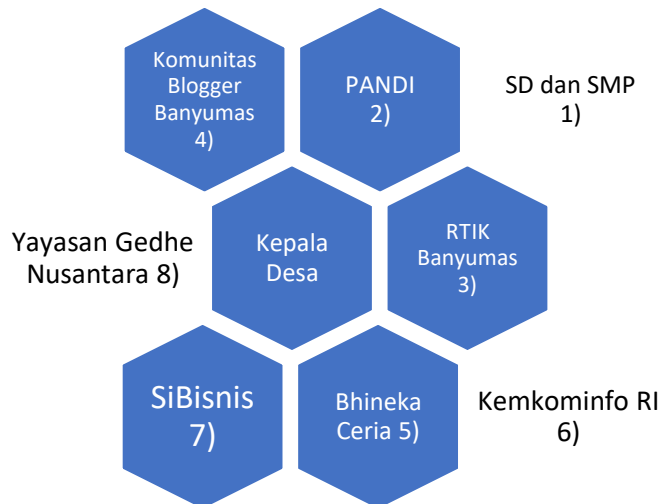 Komunitas
Blogger
Banyumas
4)
PANDI
2)
SD dan SMP
1)
Yayasan Gedhe
Nusantara 8)
Kepala
Desa
RTIK
Banyumas
3)
SiBisnis
7)
Bhineka
Ceria 5)
Kemkominfo RI
6)